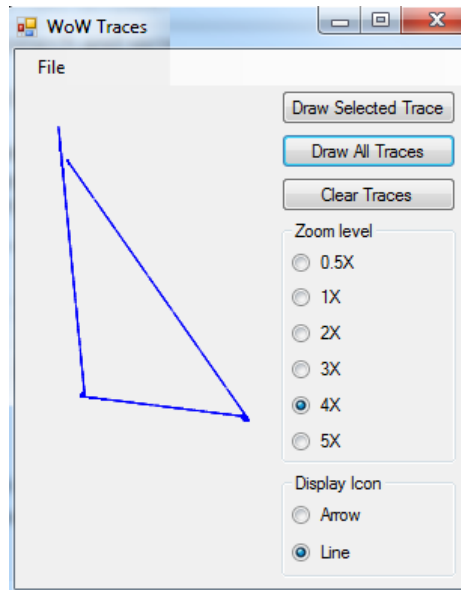 WoW Traces
File
Draw Selected Trace
Draw All Traces
Clear Traces
Zoom level
0.5X
1X
2X
3X
4X
5X
Display Icon
Arrow
Line